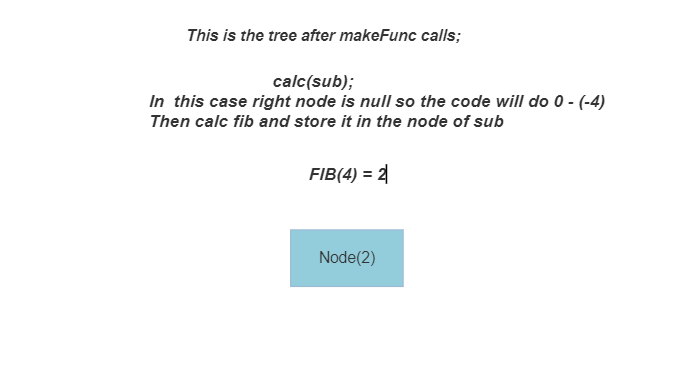 This is the tree after makeFunc calls;
calc(sub);
In this case right node is null so the code will do 0 - (-4)
Then calc fib and store it in the node of sub
FIB(4) = 2
Node(2)